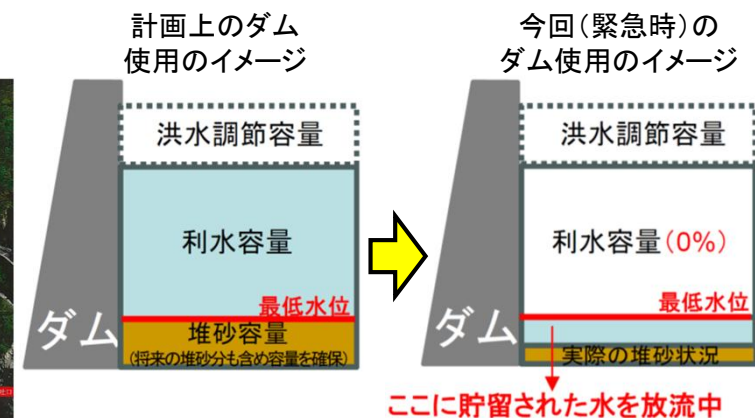 計画上のダム
使用のイメージ
洪水調節容量
利水容量
最低水位
堆砂容量
(将来の堆砂分も含め容量を確保)
ダム
今回(緊急時)の
ダム使用のイメージ
洪水調節容量
利水容量(0%)
最低水位
ダム
実際の堆砂状況
ここに貯留された水を放流中